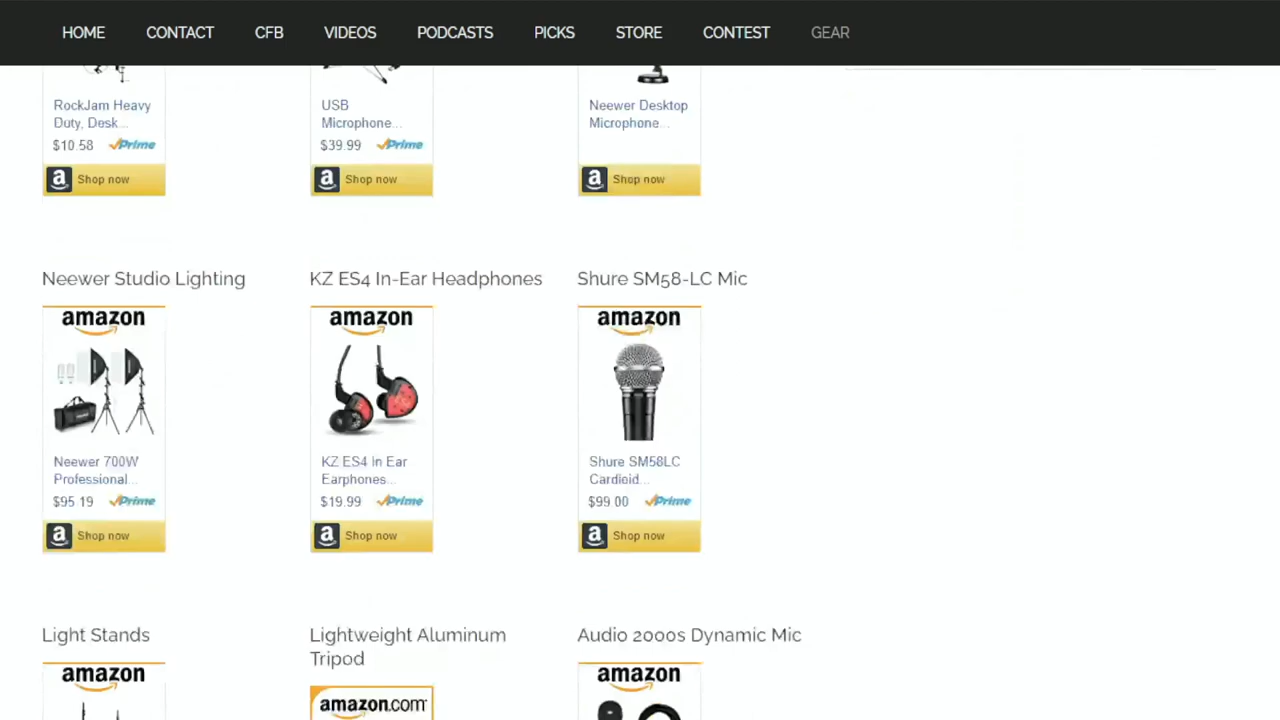 HOME CONTACT CFB VIDEOS PODCASTS PICKS STORE CONTEST GEAR
RockJam Heavy
Duty, Desk...
$10.58 Prime
a Shop now
USB
Microphone...
$39.99 Prime
a Shop now
Neewer Desktop
Microphone...
a Shop now
Neewer Studio Lighting
amazon
Neewer 700W
Professional...
$95.19 Prime
a Shop now
KZ ES4 In-Ear Headphones
amazon
KZ ES4 In Ear
Earphones...
$19.99 Prime
a Shop now
Shure SM58-LC Mic
amazon
Shure SM58LC
Cardioid...
$99.00 Prime
a Shop now
Light Stands
amazon
Lightweight Aluminum
Tripod
amazon.com
Audio 2000s Dynamic Mic
amazon